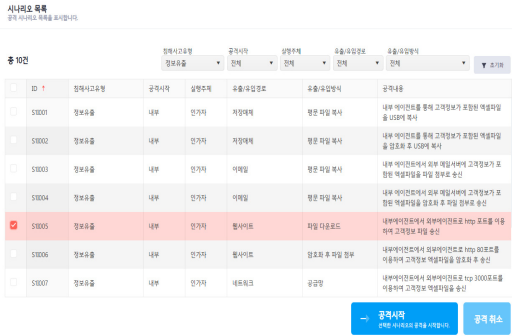 시나리오 목록
공격 시나리오 목록을 표시합니다.
침해사고유형 공격시작 실행주체 유출/유입경로 유출/유입방식
총 10건 정보유출 전체 전체 전체 전체 초기화
ID ↑ 침해사고유형 공격시작 실행주체 유출/유입경로 유출/유입방식 공격내용
S10001 정보유출 내부 인가자 저장매체 평문 파일 복사 내부 에이전트를 통해 고객정보가 포함된 엑셀파일
을 USB에 복사
S10002 정보유출 내부 인가자 저장매체 평문 파일 복사 내부 에이전트를 통해 고객정보가 포함된 엑셀파일
을 암호화 후 USB에 복사
S10003 정보유출 내부 인가자 이메일 평문 파일 복사 내부 에이전트에서 외부 메일서버에 고객정보가 포
함된 엑셀파일을 파일 첨부로 송신
S10004 정보유출 내부 인가자 이메일 평문 파일 복사 내부 에이전트에서 외부 메일서버에 고객정보가 포
함된 엑셀파일을 암호화 후 파일 첨부로 송신
S10005 정보유출 내부 인가자 웹사이트 파일 다운로드 내부에이전트에서 외부에이전트로 http 포트를 이용
하여 고객정보 파일 송신
S10006 정보유출 내부 인가자 웹사이트 암호화 후 파일 첨부 내부에이전트에서 외부에이전트로 http 80포트를
이용하여 고객정보 엑셀파일을 암호화 후 송신
S10007 정보유출 내부 인가자 네트워크 공급망 내부에이전트에서 외부에이전트로 tcp 3000포트를
이용하여 고객정보 엑셀파일을 송신
공격시작
선택한 시나리오의 공격을 시작합니다.
공격 취소